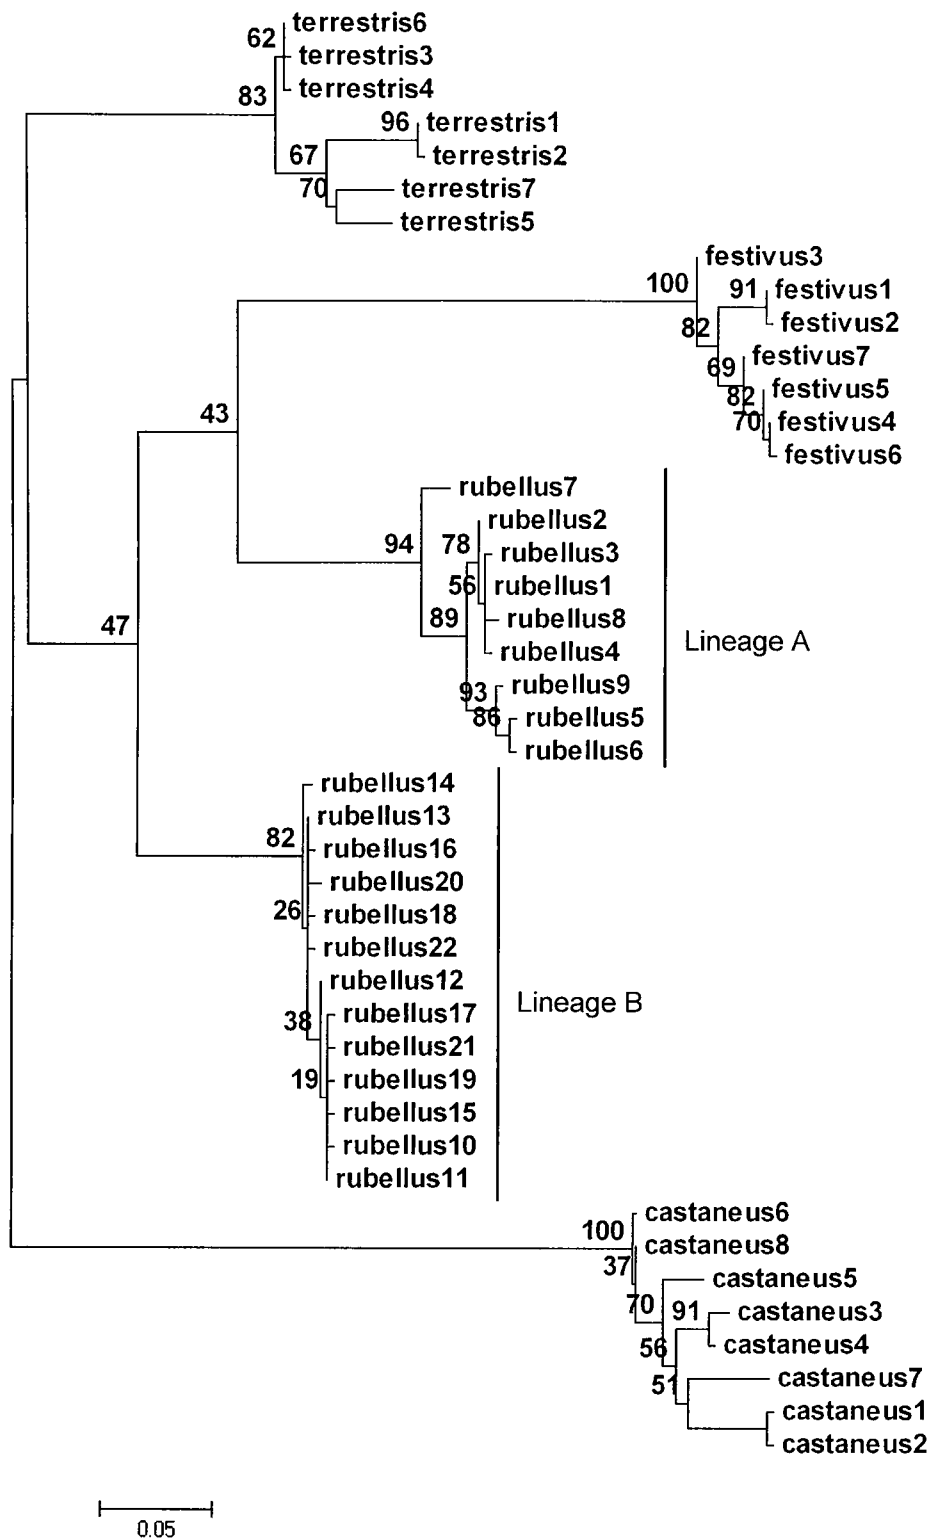 terrestris6
62
terrestris3
terrestris4
83
96
terrestris1
67
terrestris2
70
terrestris7
terrestris5
festivus3
100
91
festivus1
82
festivus2
69
festivus7
82
festivus5
70
festivus4
43
festivus6
rubellus7
rubellus2
94
78
rubellus3
56
rubellus1
89
rubellus8
47
rubellus4
Lineage A
93
rubellus9
86
rubellus5
rubellus6
rubellus14
rubellus13
82
rubellus16
rubellus20
26
rubellus18
rubellus22
rubellus12
Lineage B
38
rubellus17
rubellus21
19
rubellus19
rubellus15
rubellus10
rubellus11
castaneus6
100
castaneus8
37
castaneus5
70
91
castaneus3
56
castaneus4
51
castaneus7
castaneus1
castaneus2
0.05